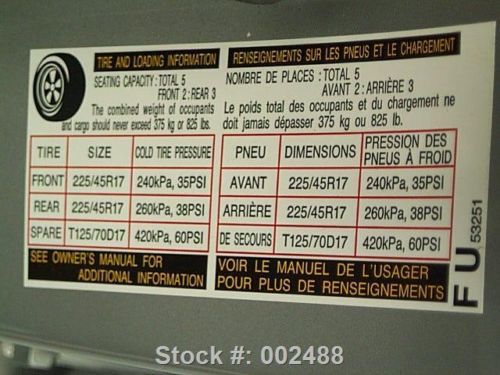 TIRE AND LOADING INFORMATION
SEATING CAPACITY: TOTAL 5
FRONT 2: REAR 3
The combined weight of occupants
and cargo should never exceed 375 kg or 825 lbs.
TIRE SIZE COLD TIRE PRESSURE
FRONT 225/45R17 240kPa, 35PSI
REAR 225/45R17 260kPa, 38PSI
SPARE T125/70D17 420kPa, 60PSI
SEE OWNER'S MANUAL FOR
ADDITIONAL INFORMATION
RENSEIGNEMENTS SUR LES PNEUS ET LE CHARGEMENT
NOMBRE DE PLACES : TOTAL 5
AVANT 2: ARRIÈRE 3
Le poids total des occupants et du chargement ne
doit jamais dépasser 375 kg ou 825 lb.
PNEU DIMENSIONS PRESSION DES
PNEUS À FROID
AVANT 225/45R17 240kPa, 35PSI
ARRIÈRE 225/45R17 260kPa, 38PSI
DE SECOURS T125/70D17 420kPa, 60PSI
VOIR LE MANUEL DE L'USAGER
POUR PLUS DE RENSEIGNEMENTS
F U 53251
Stock #: 002488